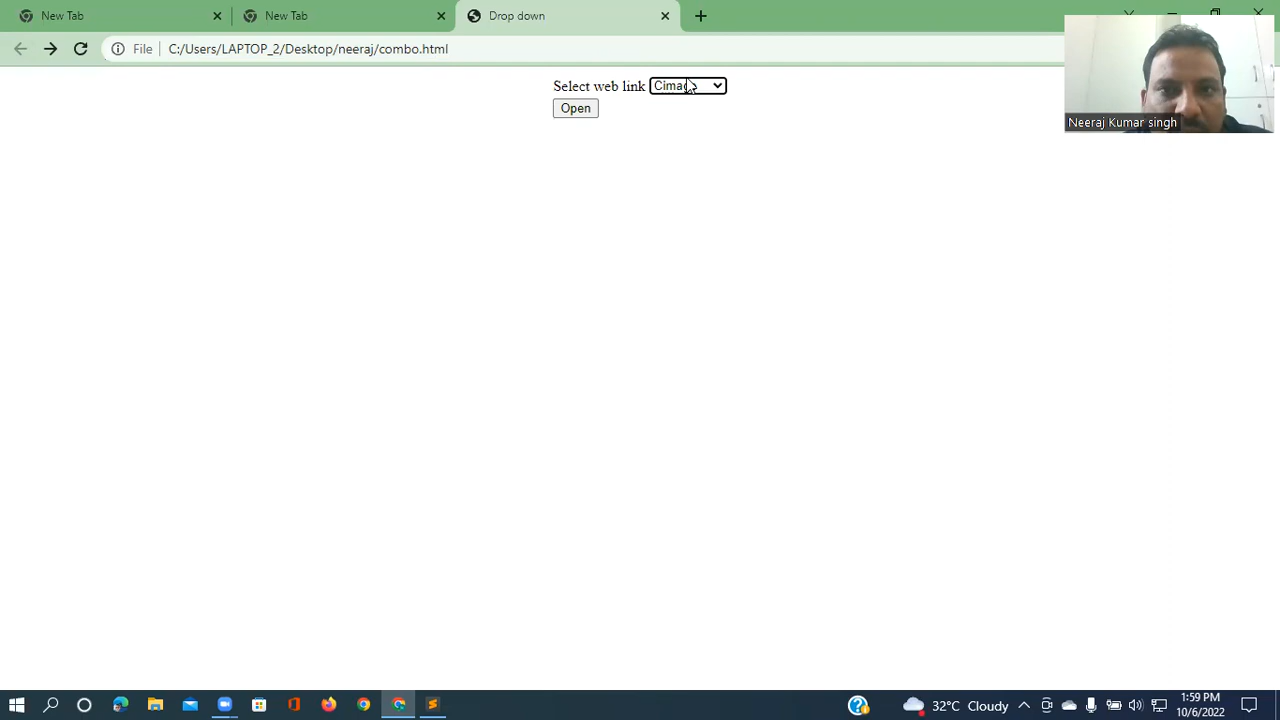 New Tab
New Tab
Drop down
File
C:/Users/LAPTOP_2/Desktop/neeraj/combo.html
Select web link
Open
Neeraj Kumar singh
32°C Cloudy
1:59 PM
10/6/2022